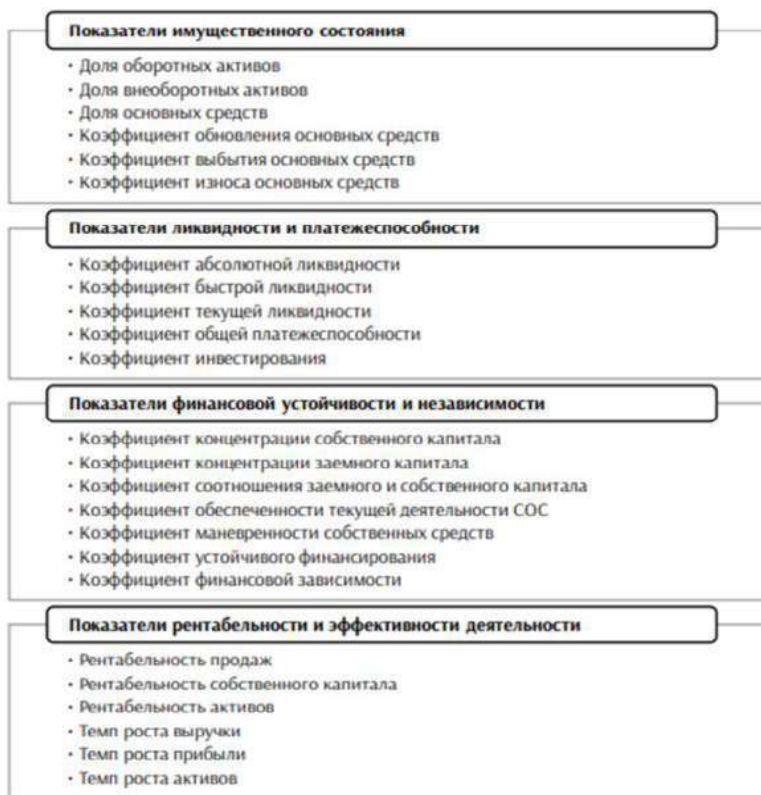 Показатели имущественного состояния
• Доля оборотных активов
• Доля внеоборотных активов
• Доля основных средств
• Коэффициент обновления основных средств
• Коэффициент выбытия основных средств
• Коэффициент износа основных средств
Показатели ликвидности и платежеспособности
• Коэффициент абсолютной ликвидности
• Коэффициент быстрой ликвидности
• Коэффициент текущей ликвидности
• Коэффициент общей платежеспособности
• Коэффициент инвестирования
Показатели финансовой устойчивости и независимости
• Коэффициент концентрации собственного капитала
• Коэффициент концентрации заемного капитала
• Коэффициент соотношения заемного и собственного капитала
• Коэффициент обеспеченности текущей деятельности СОС
• Коэффициент маневренности собственных средств
• Коэффициент устойчивого финансирования
• Коэффициент финансовой зависимости
Показатели рентабельности и эффективности деятельности
• Рентабельность продаж
• Рентабельность собственного капитала
• Рентабельность активов
• Темп роста выручки
• Темп роста прибыли
• Темп роста активов